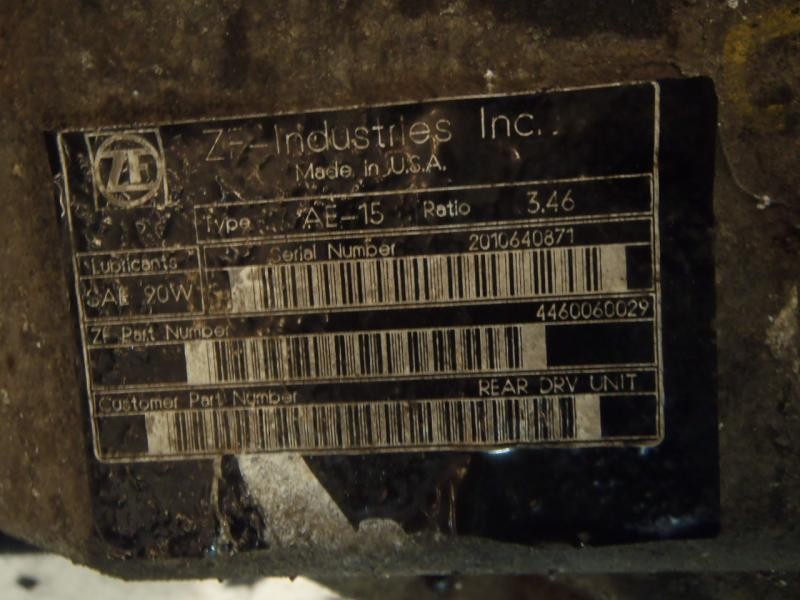 ZF
ZF-Industries Inc.
Made in U.S.A.
Type AE-15 Ratio 3.46
Lubricants
SAE 90W
Serial Number 2010640871
ZF Part Number 4460060029
Customer Part Number REAR DRV UNIT